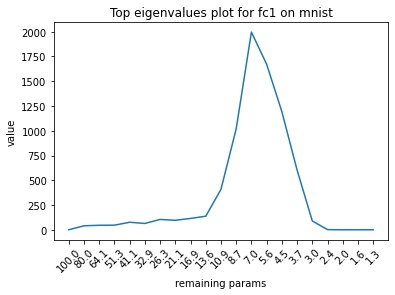 Top eigenvalues plot for fc1 on mnist
2000
1750
1500
1250
1000
750
500
250
0
value
100.0 80.0 64.1 51.3 41.1 32.9 26.3 21.1 16.9 13.6 10.9 8.7 7.0 5.6 4.5 3.7 3.0 2.4 2.0 1.6 1.3
remaining params